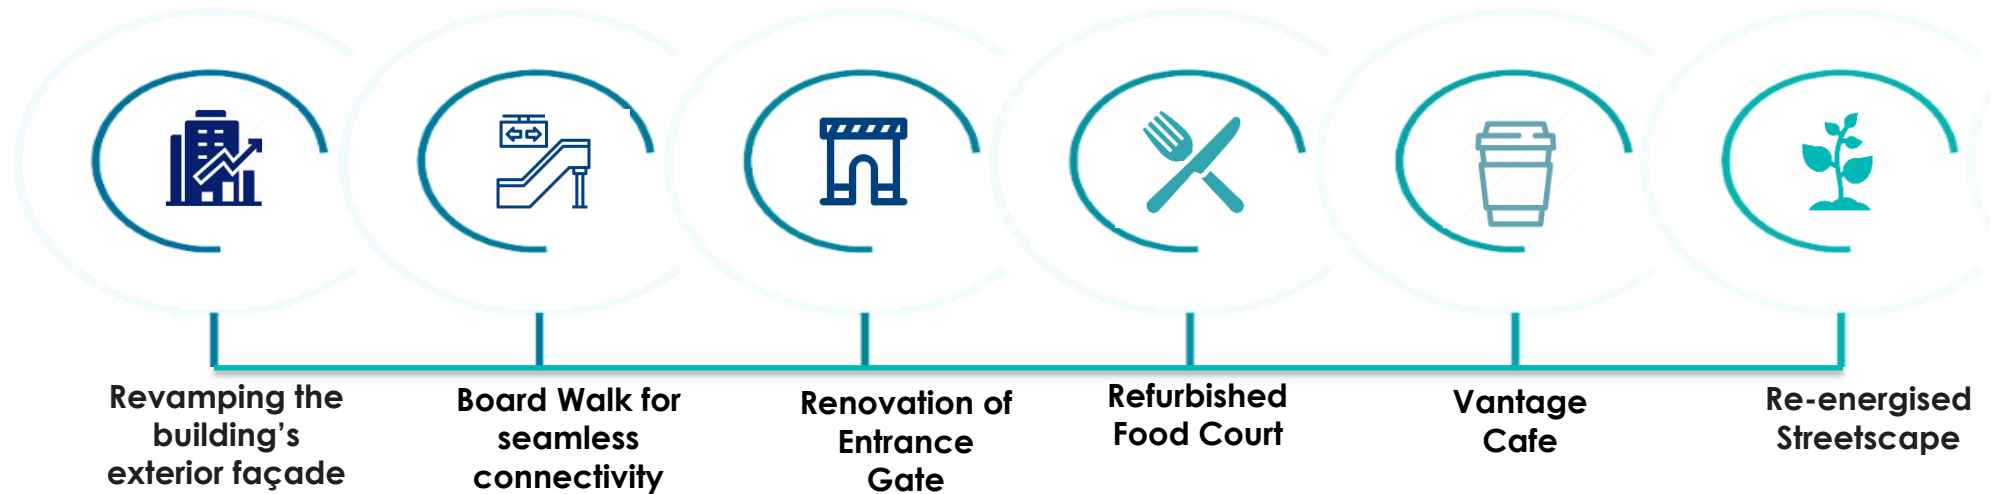 Revamping the
building’s
exterior façade
Board Walk for
seamless
connectivity
Renovation of
Entrance
Gate
Refurbished
Food Court
Vantage
Cafe
Re-energised
Streetscape